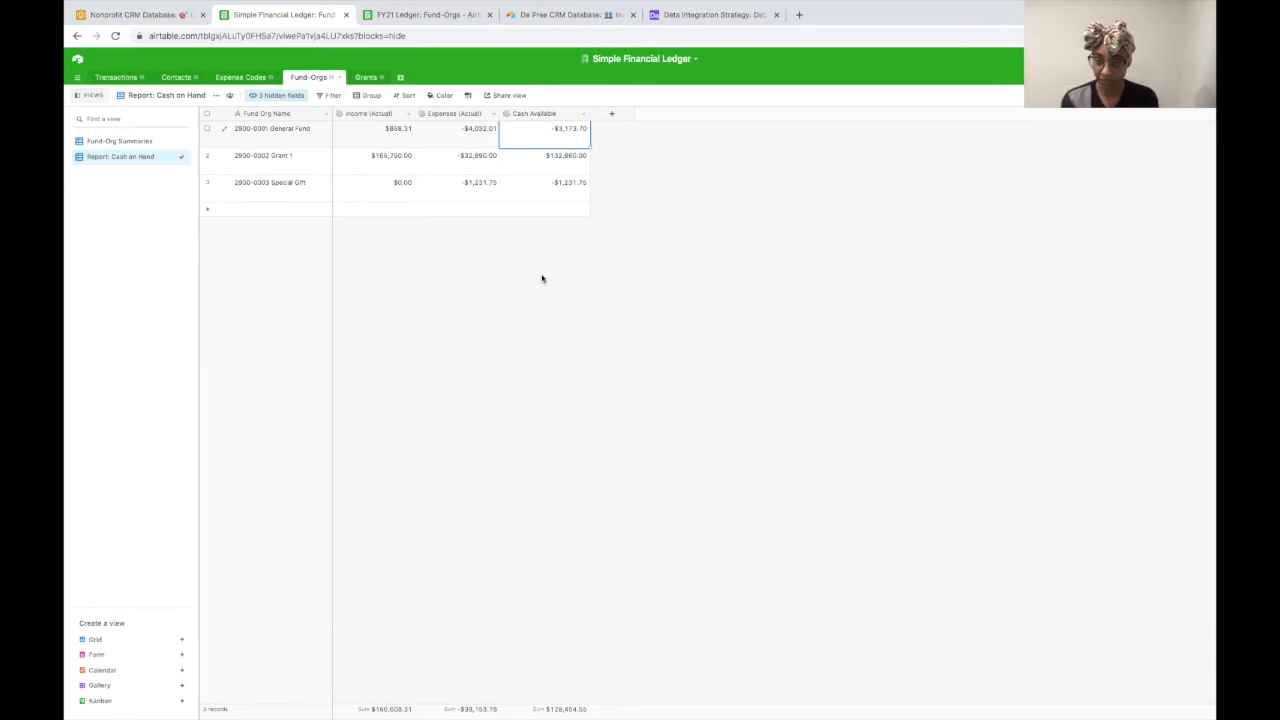 Nonprofit CRM Database: 🎯 C
Simple Financial Ledger: Fund
FY21 Ledger: Fund-Orgs - Airt
De Pree CRM Database: 👥 In
Data Integration Strategy: Dat
airtable.com/tblgxjALuTy0FHSa7/viwePa1vja4LU7xks?blocks=hide
Simple Financial Ledger
Transactions
Contacts
Expense Codes
Fund-Orgs
Grants
VIEWS
Report: Cash on Hand
3 hidden fields
Filter
Group
Sort
Color
Share view
Find a view
Fund-Org Summaries
Report: Cash on Hand
Fund Org Name
Income (Actual)
Expenses (Actual)
Cash Available
2900-0001 General Fund
$858.31
-$4,032.01
-$3,173.70
2
2900-0002 Grant 1
$165,750.00
-$32,890.00
$132,860.00
3
2900-0003 Special Gift
$0.00
-$1,231.75
-$1,231.75
Create a view
Grid
Form
Calendar
Gallery
Kanban
3 records
Sum $166,608.31
Sum -$38,153.76
Sum $128,454.55